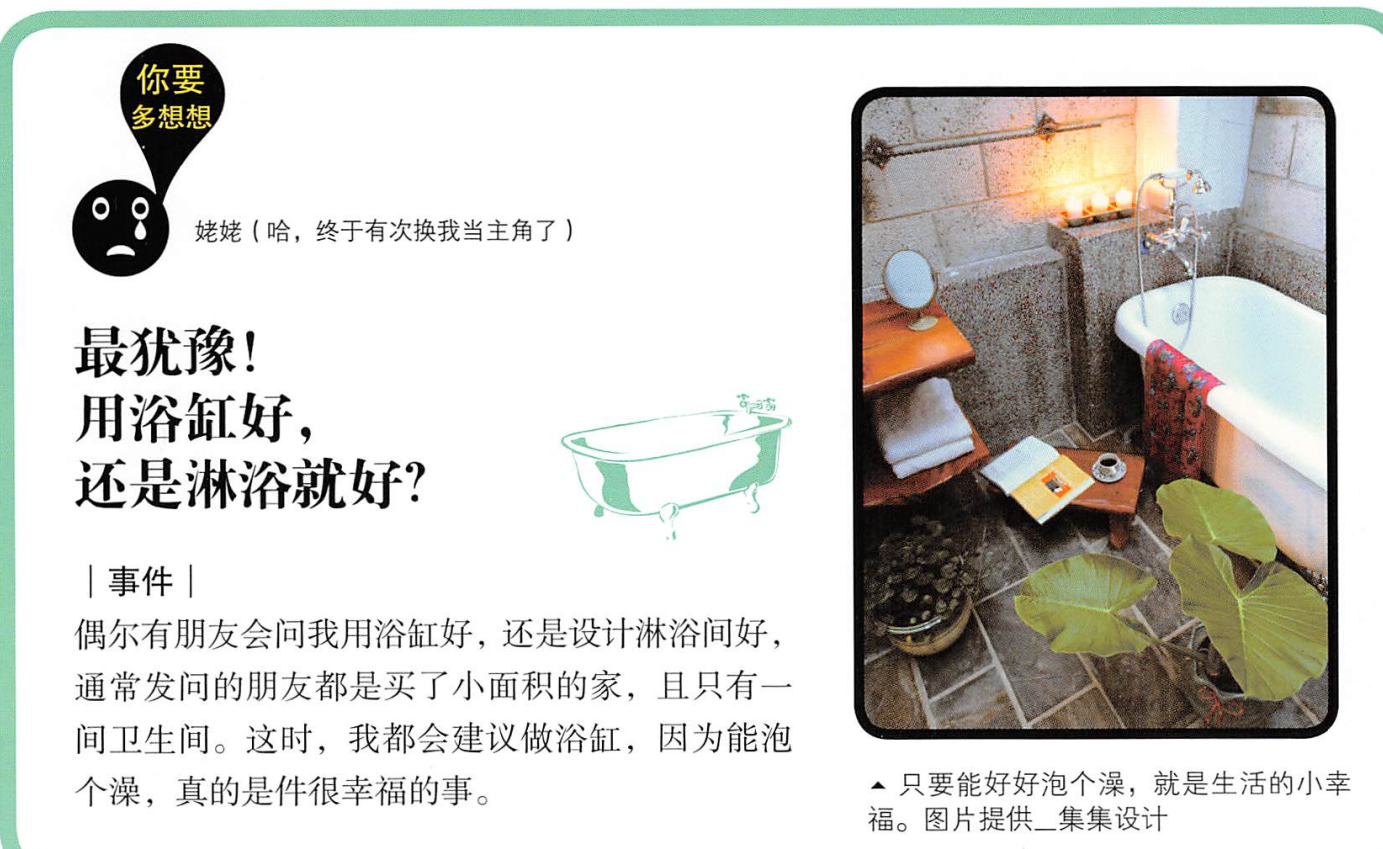 你要
多想想
姥姥（哈，终于有次换我当主角了）
最犹豫！
用浴缸好，
还是淋浴就好？
｜事件｜
偶尔有朋友会问我用浴缸好，还是设计淋浴间好，
通常发问的朋友都是买了小面积的家，且只有一
间卫生间。这时，我都会建议做浴缸，因为能泡
个澡，真的是件很幸福的事。
▲ 只要能好好泡个澡，就是生活的小幸
福。图片提供_集集设计